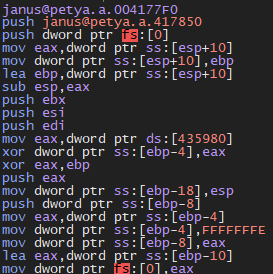 janus@petya.a.004177F0
push janus@petya.a.417850
push dword ptr fs:[0]
mov eax,dword ptr ss:[esp+10]
mov dword ptr ss:[esp+10],ebp
lea ebp,dword ptr ss:[esp+10]
sub esp,eax
push ebx
push esi
push edi
mov eax,dword ptr ds:[435980]
xor dword ptr ss:[ebp-4],eax
xor eax,ebp
push eax
mov dword ptr ss:[ebp-18],esp
push dword ptr ss:[ebp-8]
mov eax,dword ptr ss:[ebp-4]
mov dword ptr ss:[ebp-4],FFFFFFFE
mov dword ptr ss:[ebp-8],eax
lea eax,dword ptr ss:[ebp-10]
mov dword ptr fs:[0],eax